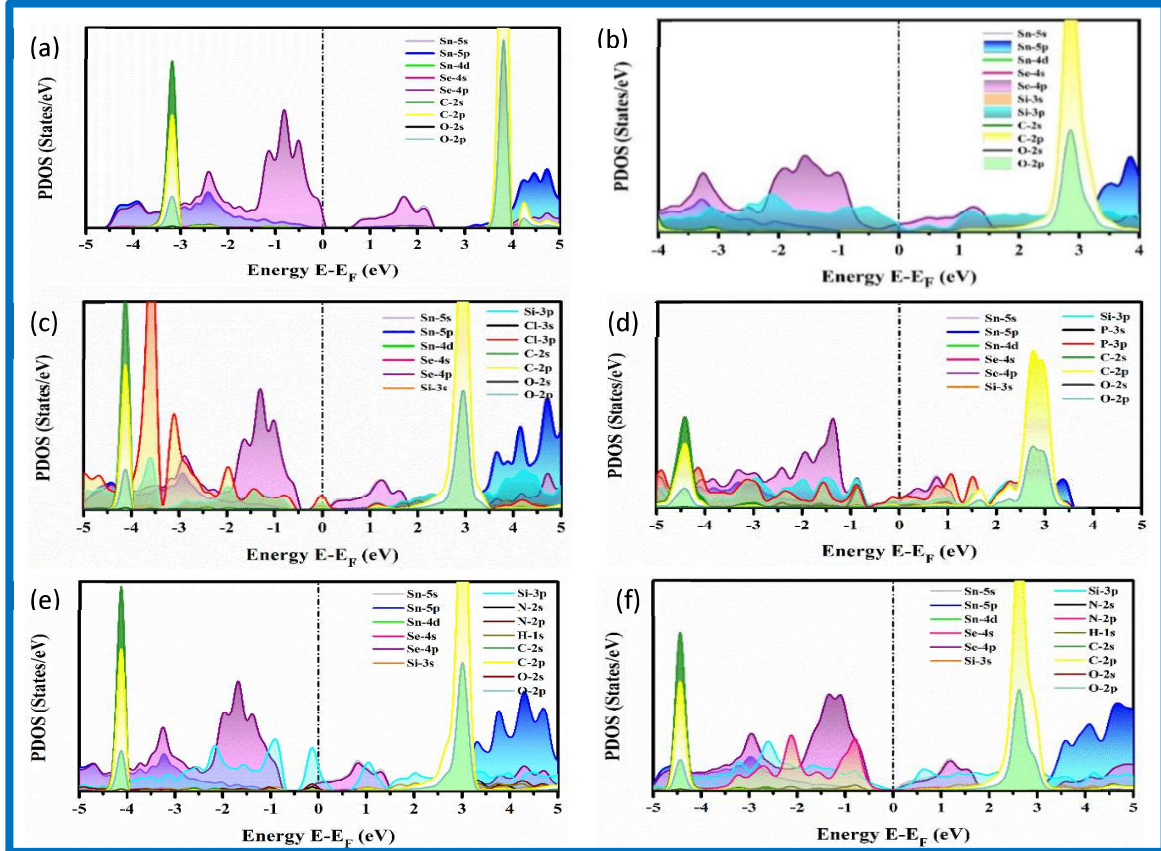 (a)
PDOS (States/eV)
Sn-5s
Sn-5p
Sn-4d
Se-4s
Se-4p
C-2s
C-2p
O-2s
O-2p
-5 -4 -3 -2 -1 0 1 2 3 4 5
Energy E-EF (eV)
(b)
PDOS (States/eV)
Sn-5s
Sn-5p
Sn-4d
Se-4s
Se-4p
Si-3s
Si-3p
C-2s
C-2p
O-2s
O-2p
-4 -3 -2 -1 0 1 2 3 4
Energy E-EF (eV)
(c)
PDOS (States/eV)
Sn-5s
Sn-5p
Sn-4d
Se-4s
Se-4p
Si-3s
Si-3p
Cl-3s
Cl-3p
C-2s
C-2p
O-2s
O-2p
-5 -4 -3 -2 -1 0 1 2 3 4 5
Energy E-EF (eV)
(d)
PDOS (States/eV)
Sn-5s
Sn-5p
Sn-4d
Se-4s
Se-4p
Si-3s
Si-3p
P-3s
P-3p
C-2s
C-2p
O-2s
O-2p
-5 -4 -3 -2 -1 0 1 2 3 4 5
Energy E-EF (eV)
(e)
PDOS (States/eV)
Sn-5s
Sn-5p
Sn-4d
Se-4s
Se-4p
Si-3s
Si-3p
N-2s
N-2p
H-1s
C-2s
C-2p
O-2s
O-2p
-5 -4 -3 -2 -1 0 1 2 3 4 5
Energy E-EF (eV)
(f)
PDOS (States/eV)
Sn-5s
Sn-5p
Sn-4d
Se-4s
Se-4p
Si-3s
Si-3p
N-2s
N-2p
H-1s
C-2s
C-2p
O-2s
O-2p
-5 -4 -3 -2 -1 0 1 2 3 4 5
Energy E-EF (eV)